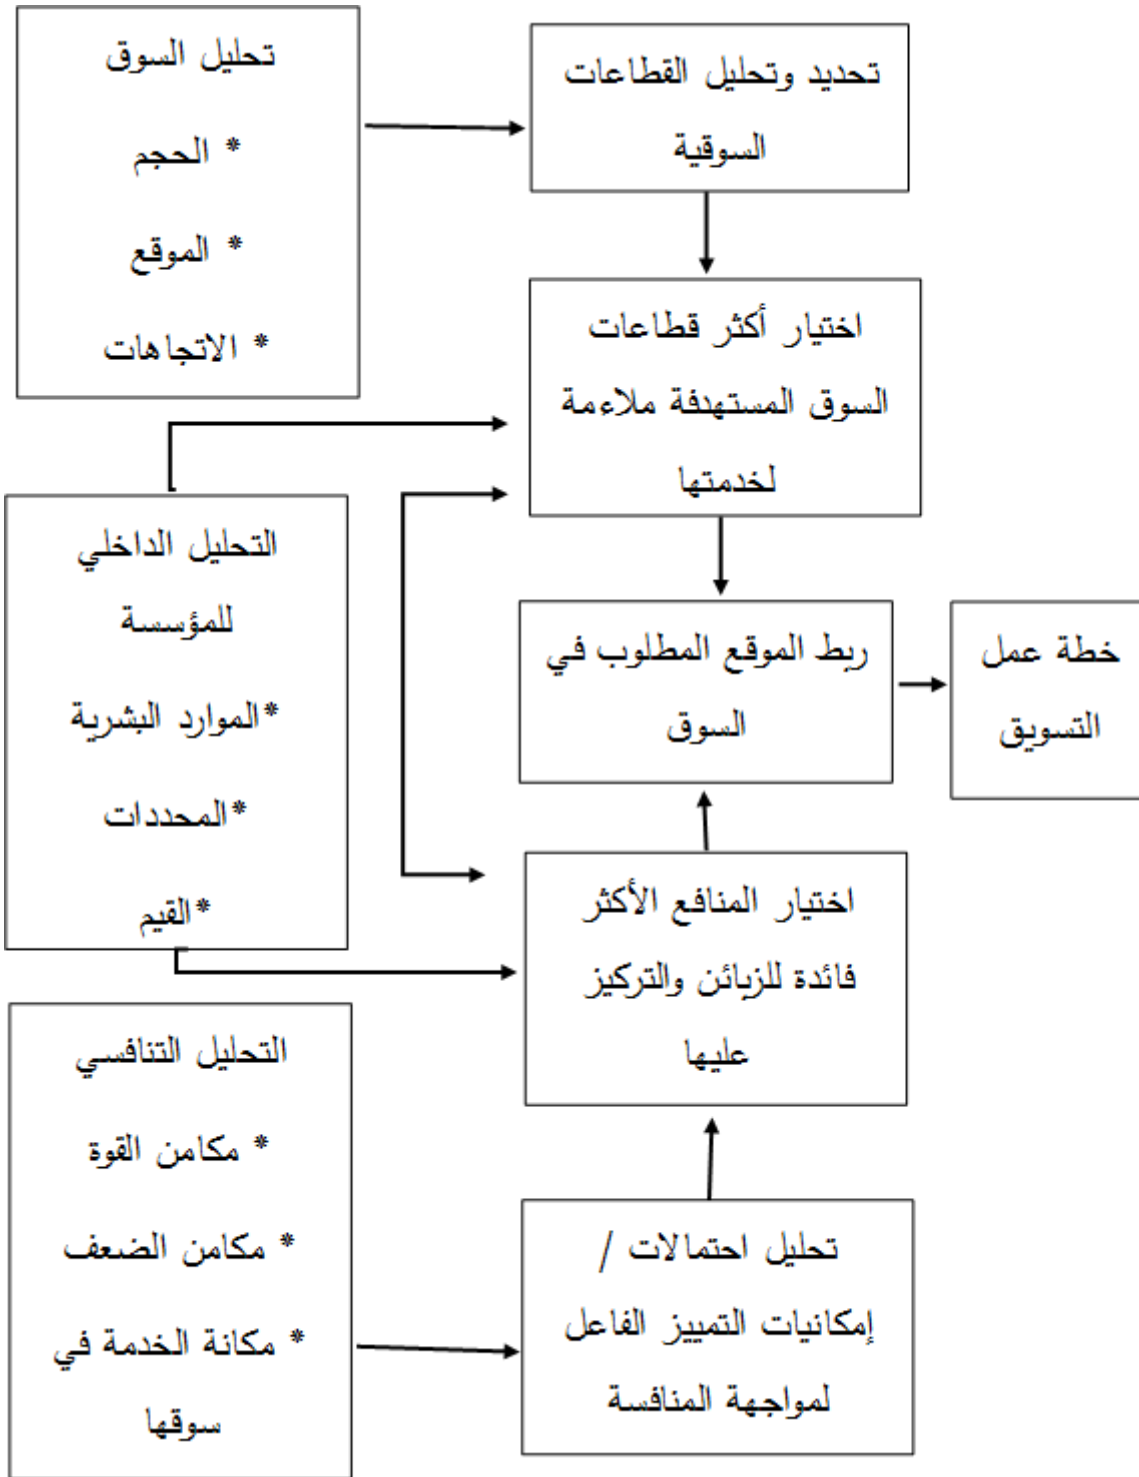 تحليل السوق
* الحجم
* الموقع
* الاتجاهات
تحديد وتحليل القطاعات
السوقية
اختيار أكثر قطاعات
السوق المستهدفة ملاءمة
لخدمتها
التحليل الداخلي
للمؤسسة
*الموارد البشرية
*المحددات
*القيم
ربط الموقع المطلوب في
السوق
خطة عمل
التسويق
اختيار المنافع الأكثر
فائدة للزبائن والتركيز
عليها
التحليل التنافسي
* مكامن القوة
* مكامن الضعف
* مكانة الخدمة في
سوقها
تحليل احتمالات /
إمكانيات التمييز الفاعل
لمواجهة المنافسة